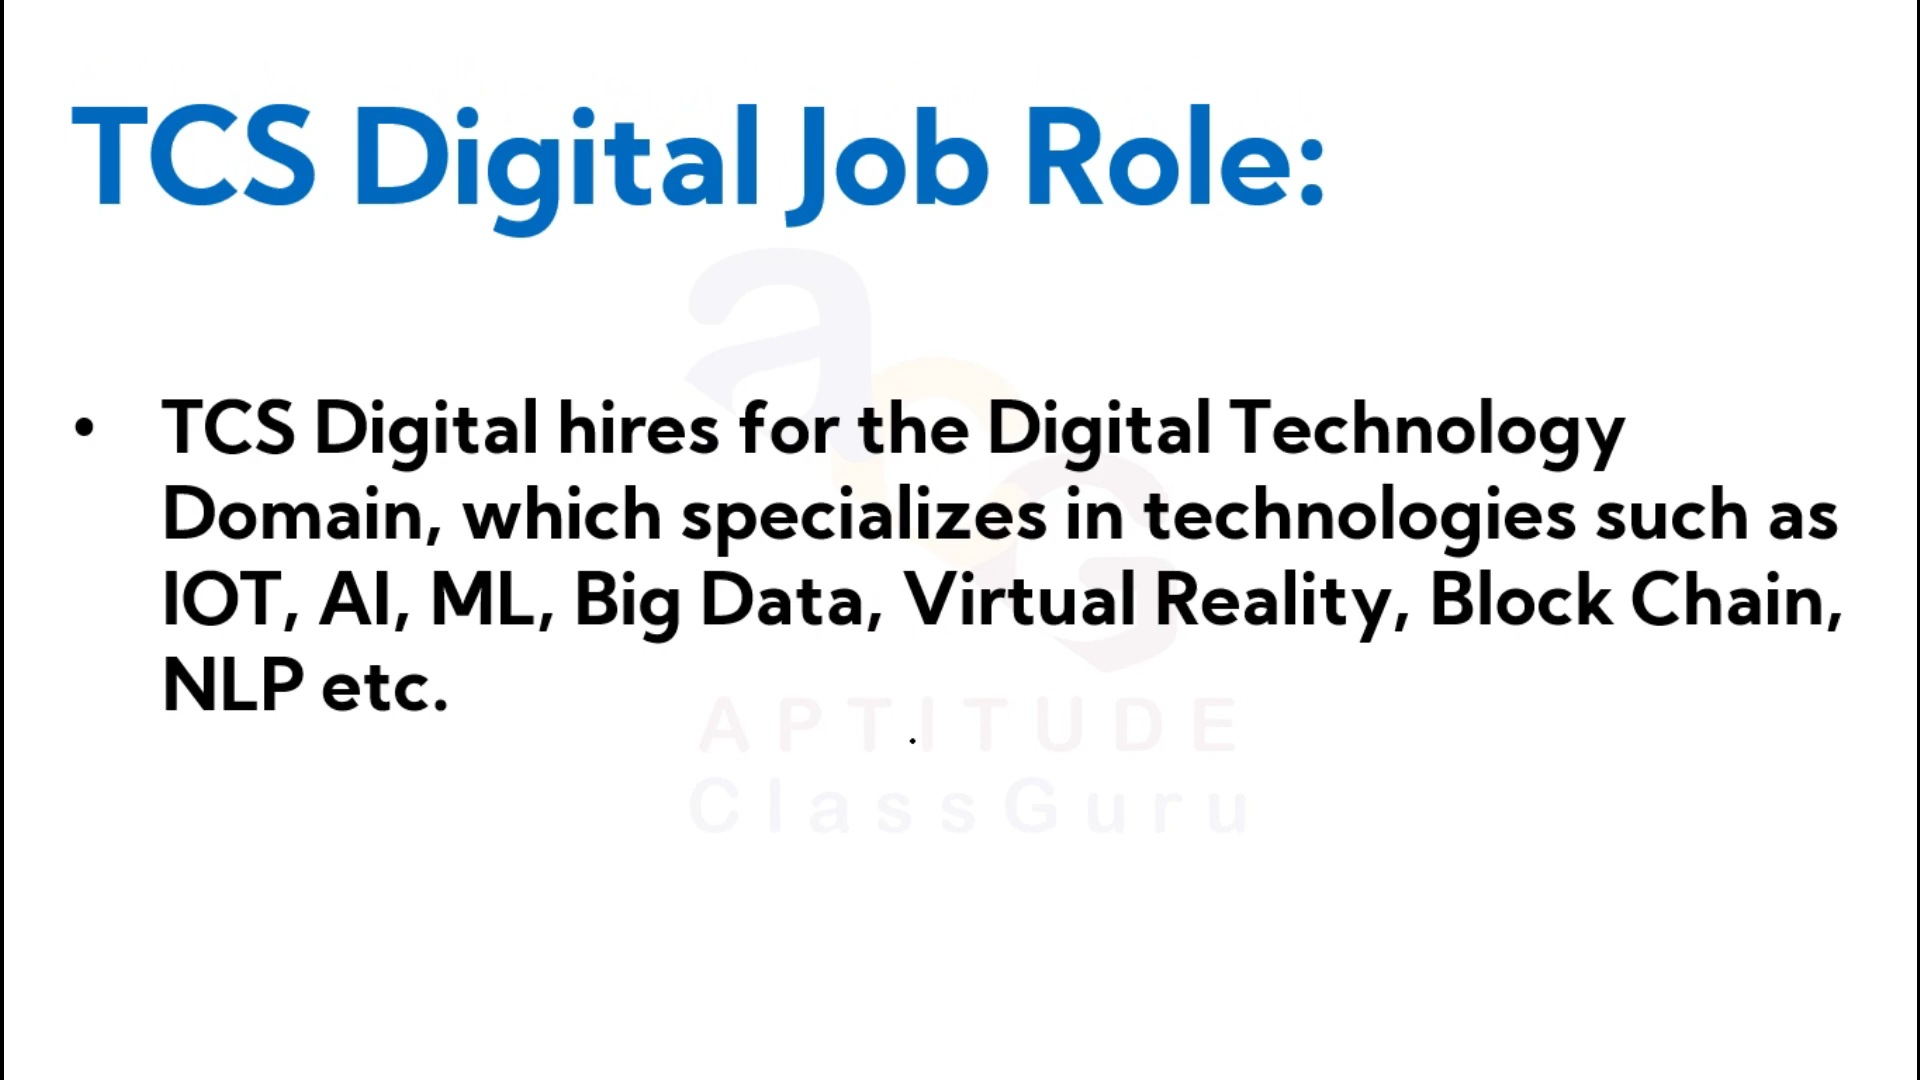 TCS Digital Job Role:
• TCS Digital hires for the Digital Technology
Domain, which specializes in technologies such as
IOT, AI, ML, Big Data, Virtual Reality, Block Chain,
NLP etc.
aCG
APTITUDE
ClassGuru